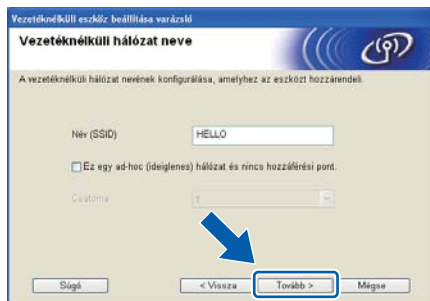 Vezetéknélküli eszköz beállítása varázsló
Vezetéknélküli hálózat neve
A vezetéknélküli hálózat nevének konfigurálása, amelyhez az eszközt hozzárendeli.
Név (SSID) HELLO
Ez egy ad-hoc (ideiglenes) hálózat és nincs hozzáférési pont.
Csatorna 1
Súgó < Vissza Tovább > Mégse